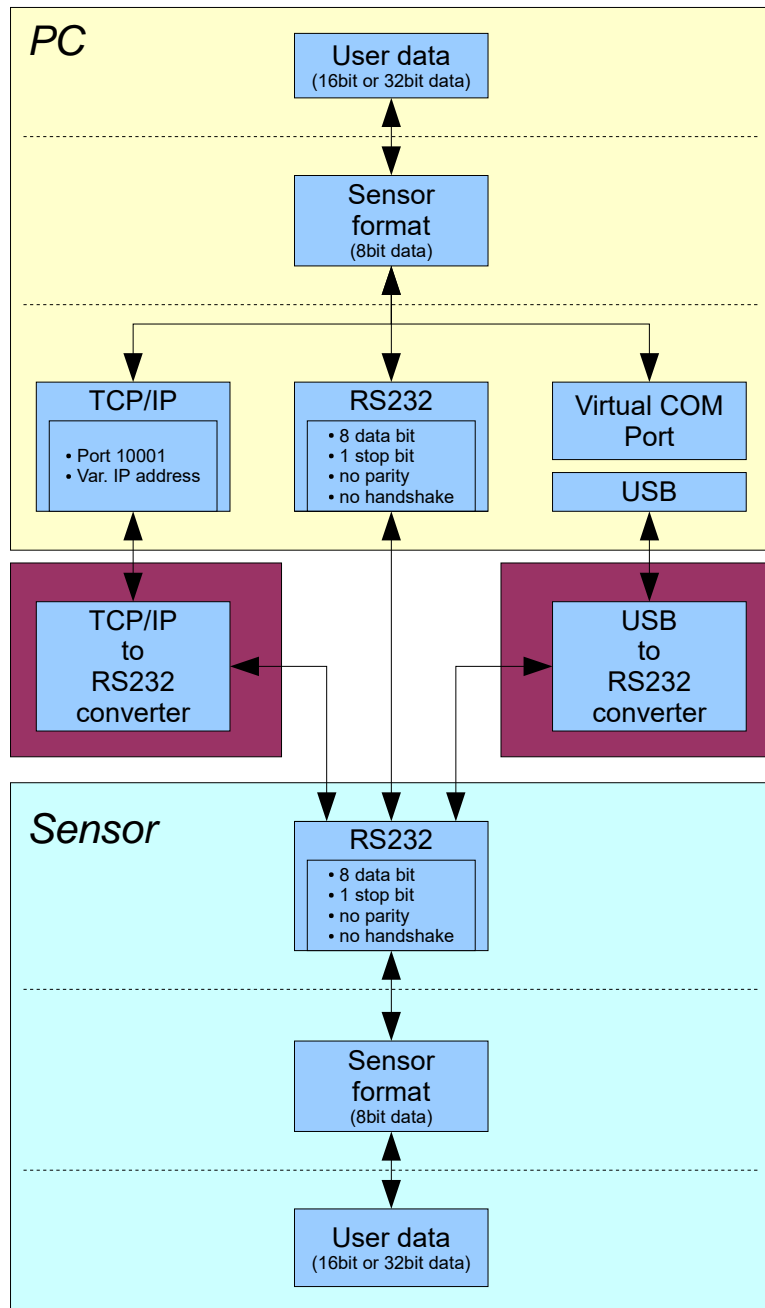 PC
User data
(16bit or 32bit data)
Sensor
format
(8bit data)
TCP/IP
• Port 10001
• Var. IP address
RS232
• 8 data bit
• 1 stop bit
• no parity
• no handshake
Virtual COM
Port
USB
TCP/IP
to
RS232
converter
USB
to
RS232
converter
Sensor
RS232
• 8 data bit
• 1 stop bit
• no parity
• no handshake
Sensor
format
(8bit data)
User data
(16bit or 32bit data)